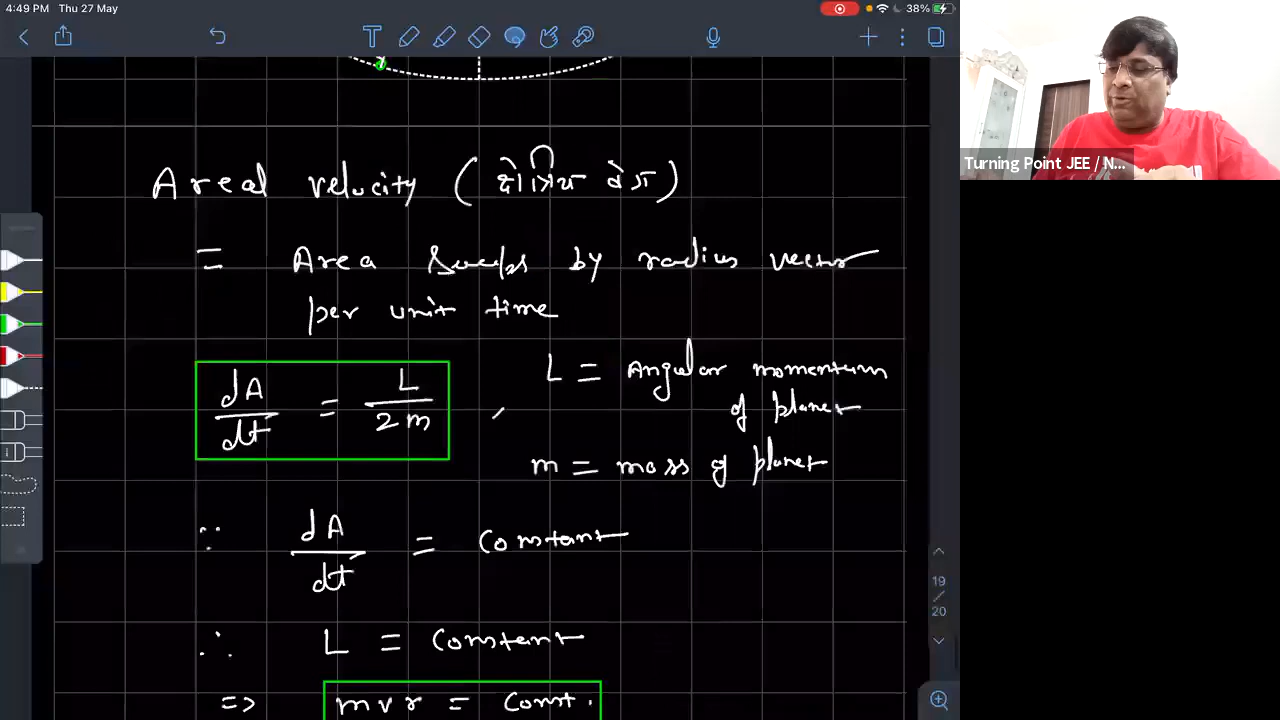 4:49 PM Thu 27 May
38%
Turning Point JEE / N...
Areal velocity (क्षेत्रिय वेग)
= Area sweeps by radius vector
per unit time
dA/dt = L/2m , L = Angular momentum
of planet
m = mass of planet
∵ dA/dt = constant
∴ L = constant
=> mvr = const.
19
/
20